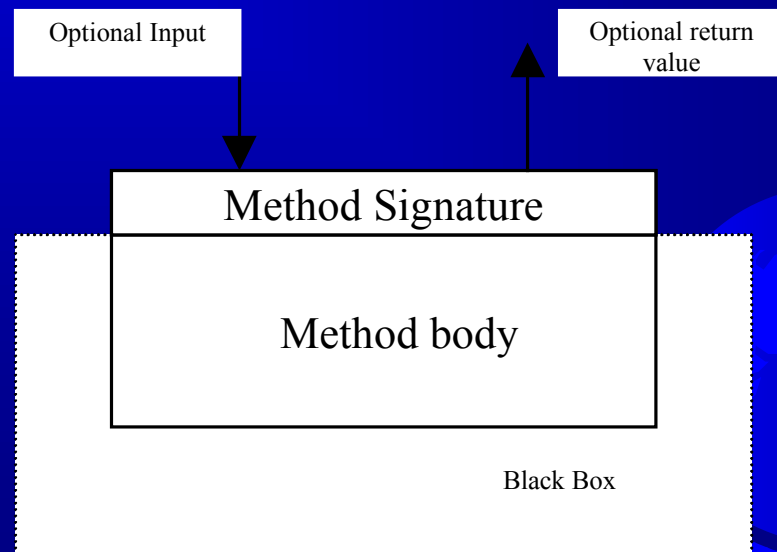 Optional Input
Optional return
value
Method Signature
Method body
Black Box